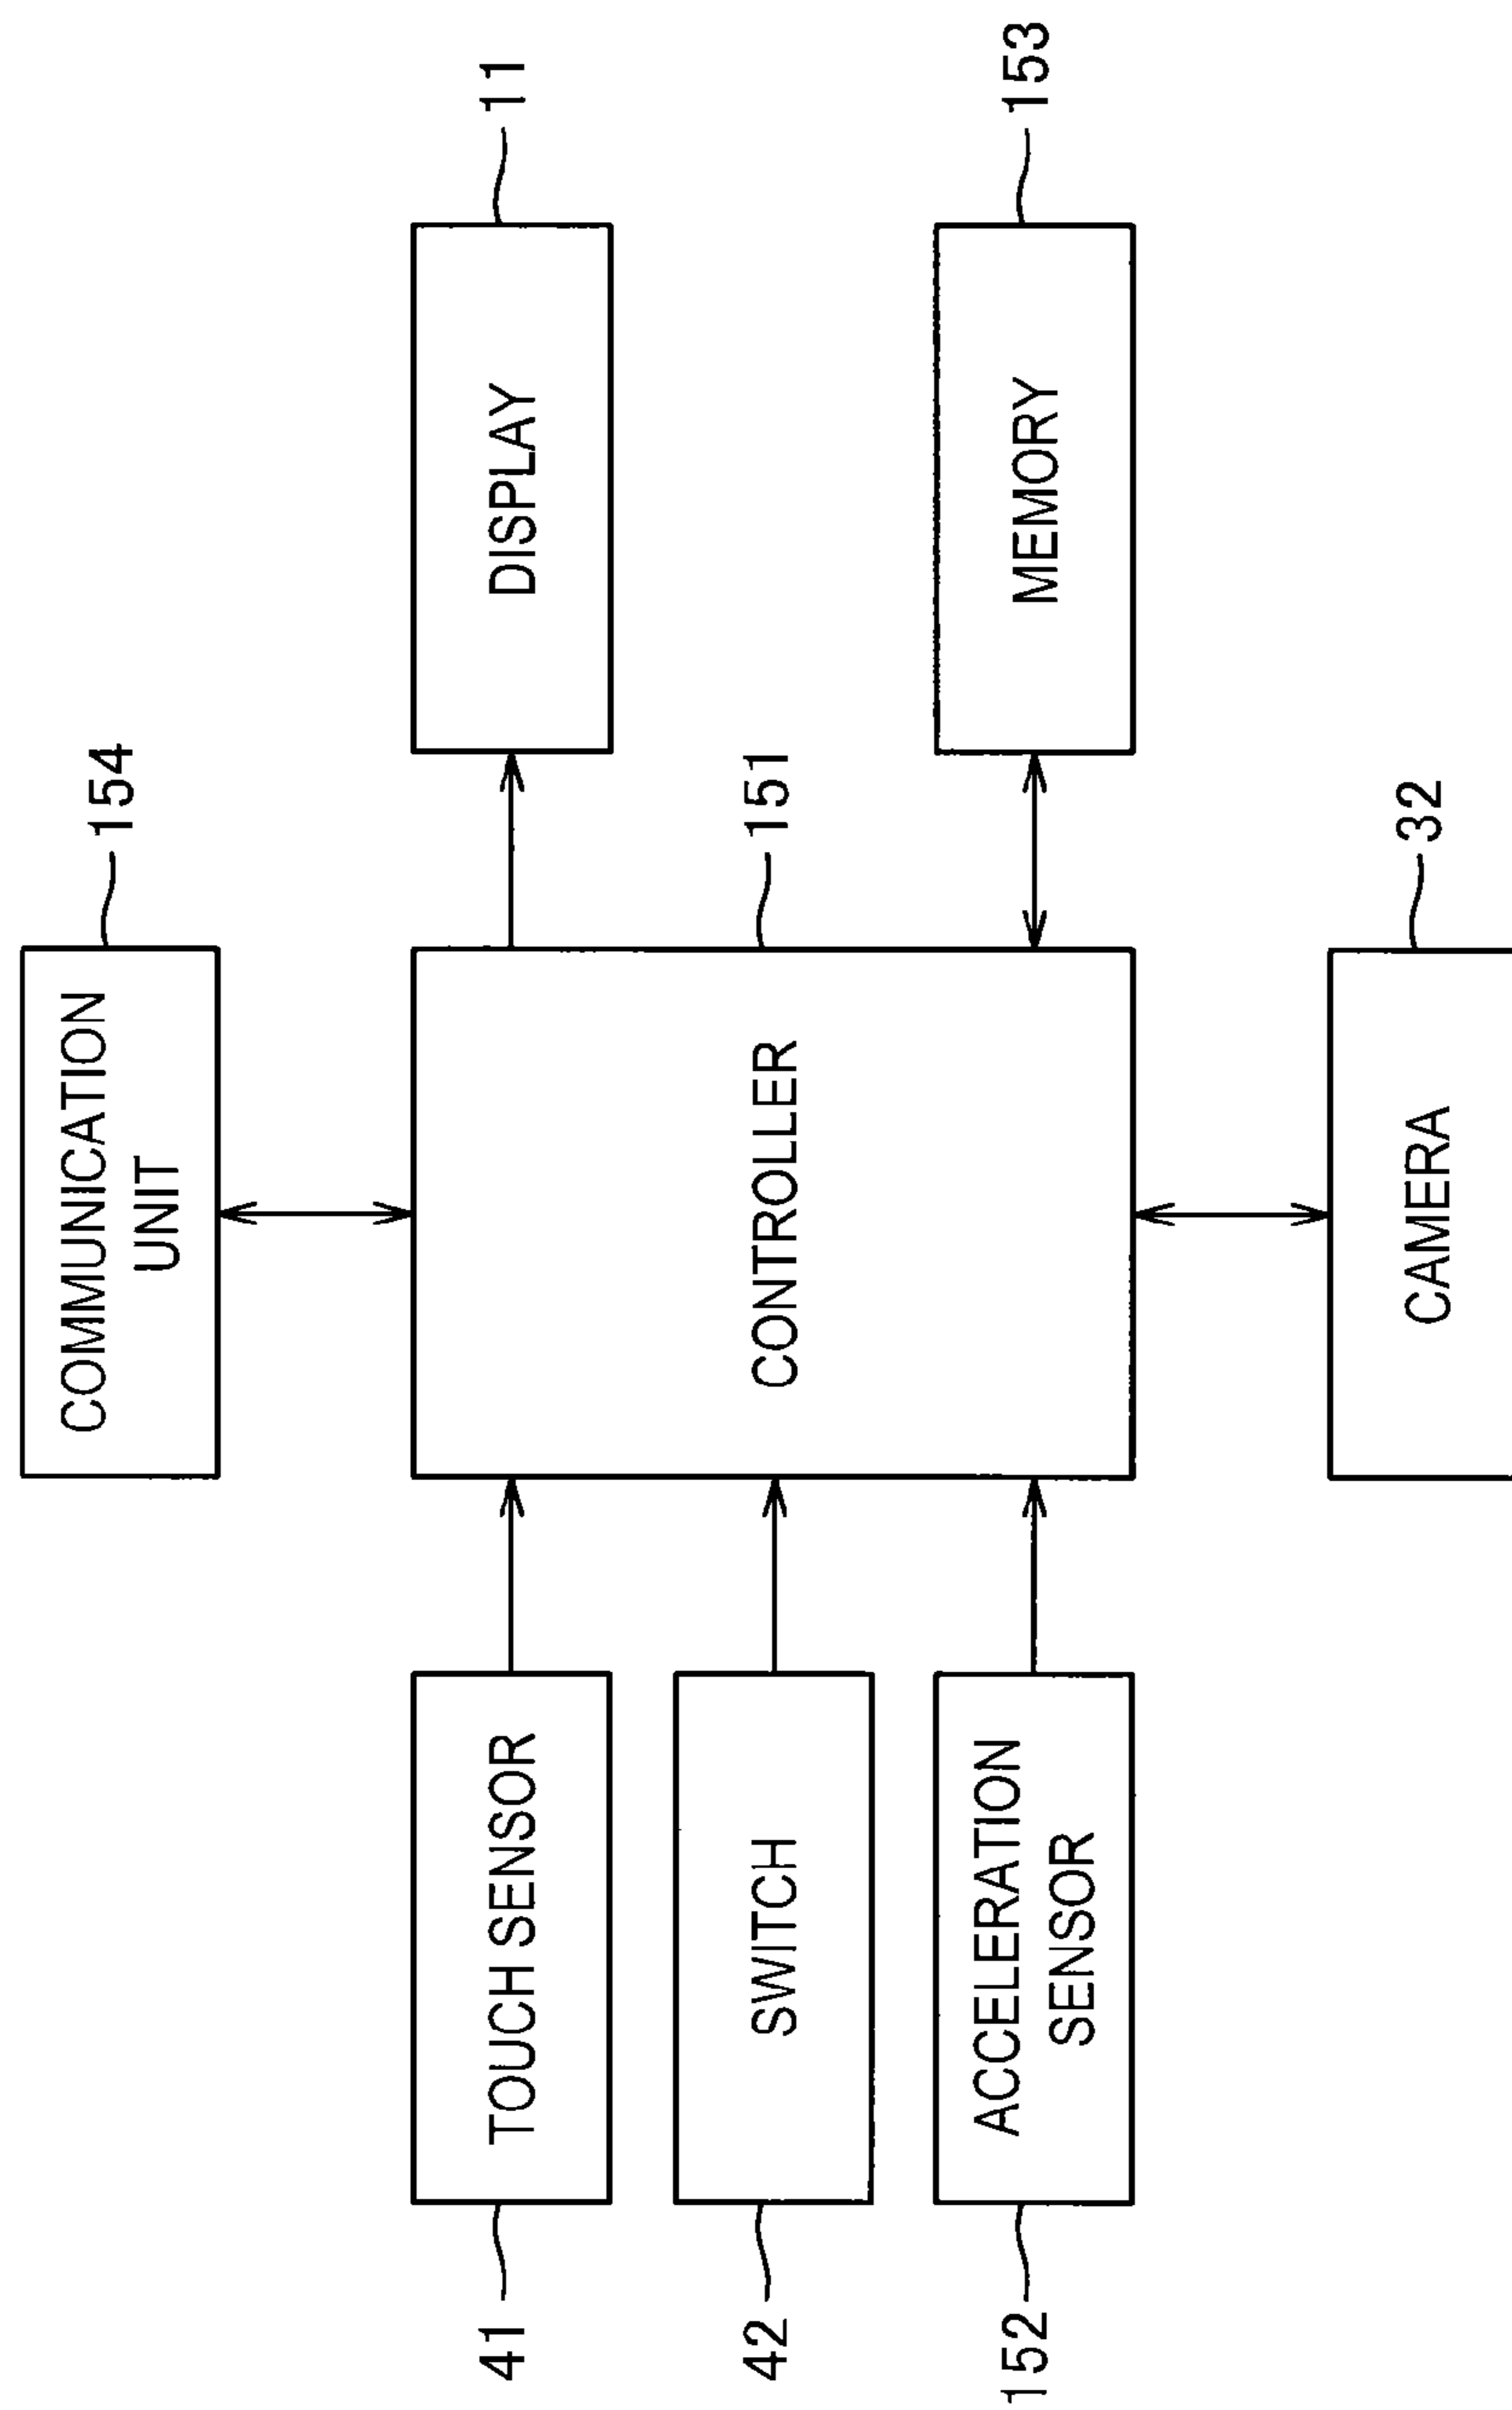 154
COMMUNICATION
UNIT
41
TOUCH SENSOR
DISPLAY
11
151
CONTROLLER
42
SWITCH
152
ACCELERATION
SENSOR
MEMORY
153
32
CAMERA